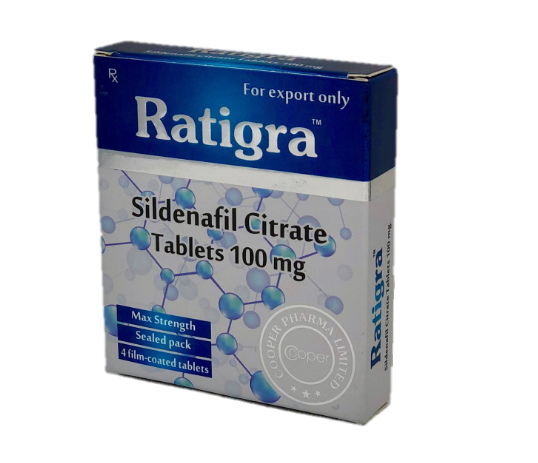 Rx
For export only
Ratigra™
Sildenafil Citrate
Tablets 100 mg
Max Strength
Sealed pack
4 film-coated tablets
COOPER PHARMA LIMITED
Cooper
Ratigra™
Sildenafil Citrate Tablets 100 mg